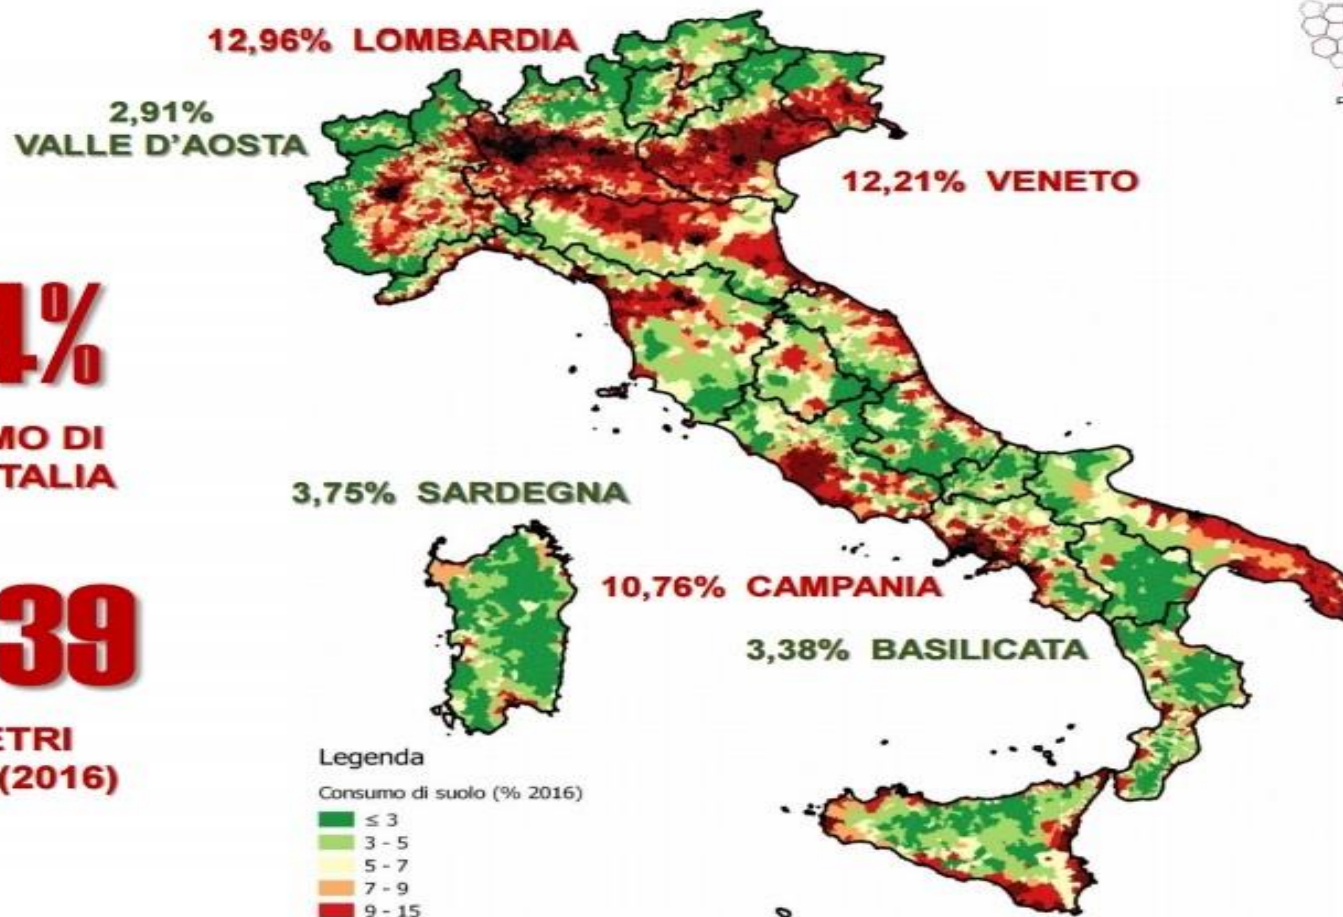 12,96% LOMBARDIA
2,91%
VALLE D'AOSTA
12,21% VENETO
4%
MO DI
TALIA
3,75% SARDEGNA
10,76% CAMPANIA
3,38% BASILICATA
39
ETRI
(2016)
Legenda
Consumo di suolo (% 2016)
≤ 3
3 - 5
5 - 7
7 - 9
9 - 15